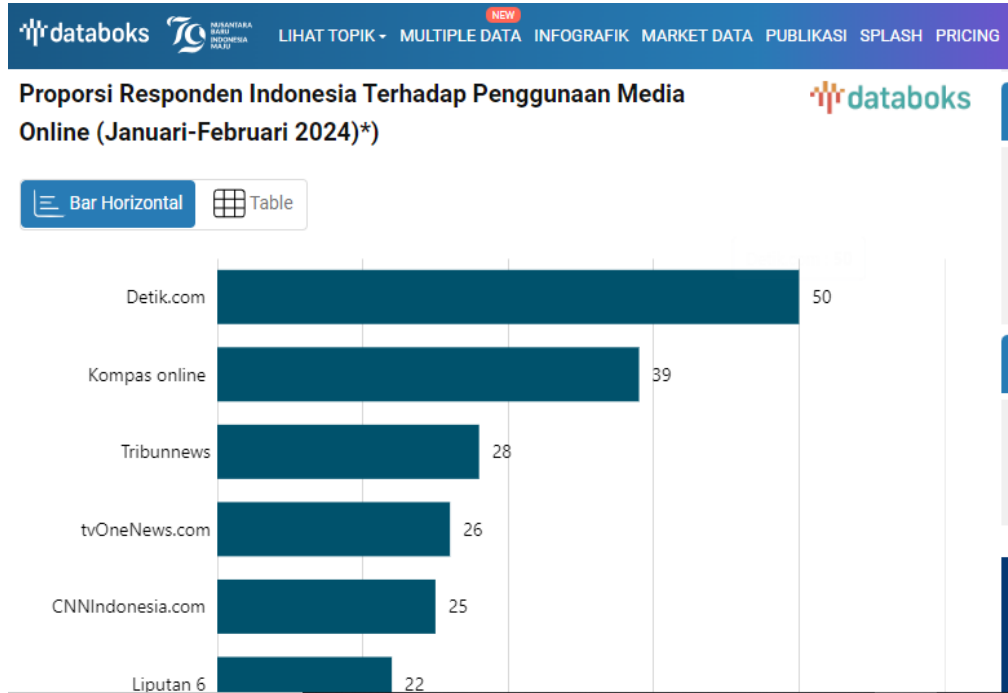 databoks
79
NUSANTARA
BARU
INDONESIA
MAJU
NEW
LIHAT TOPIK MULTIPLE DATA INFOGRAFIK MARKET DATA PUBLIKASI SPLASH PRICING
Proporsi Responden Indonesia Terhadap Penggunaan Media
Online (Januari-Februari 2024)*)
databoks
Bar Horizontal Table
Detik.com 50
Kompas online 39
Tribunnews 28
tvOneNews.com 26
CNNIndonesia.com 25
Liputan 6 22